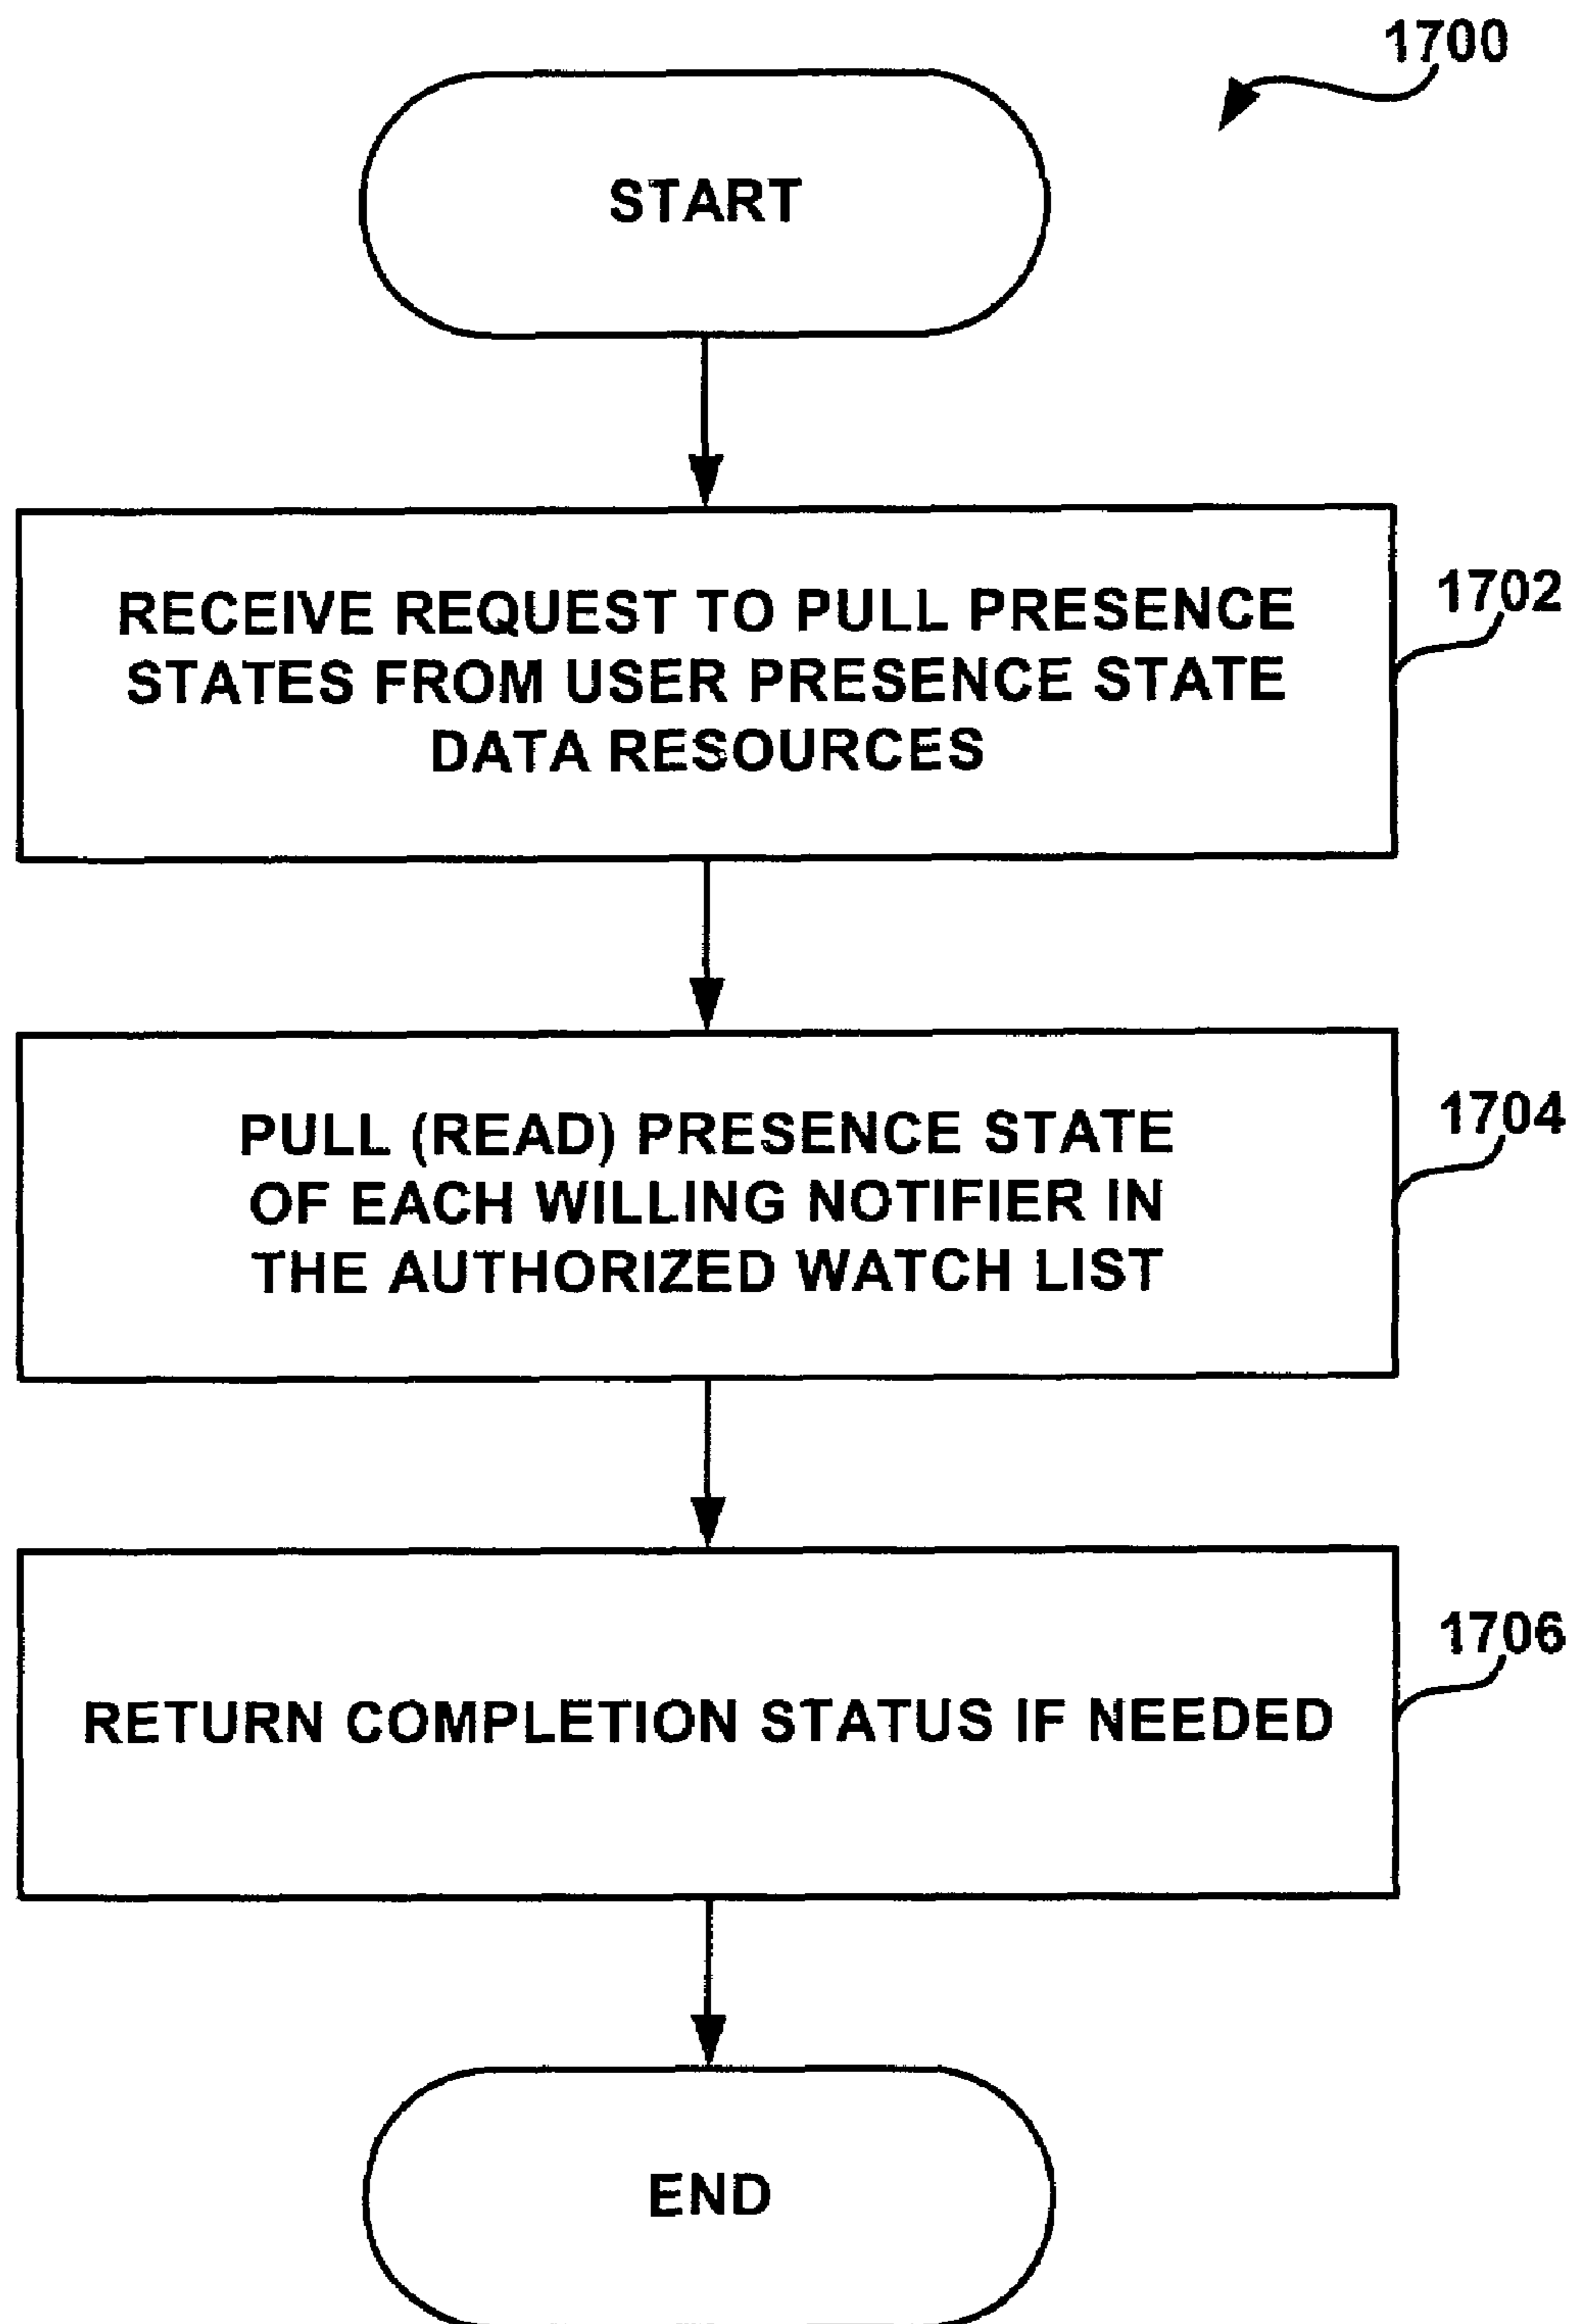 1700
START
RECEIVE REQUEST TO PULL PRESENCE
STATES FROM USER PRESENCE STATE
DATA RESOURCES
1702
PULL (READ) PRESENCE STATE
OF EACH WILLING NOTIFIER IN
THE AUTHORIZED WATCH LIST
1704
RETURN COMPLETION STATUS IF NEEDED
1706
END